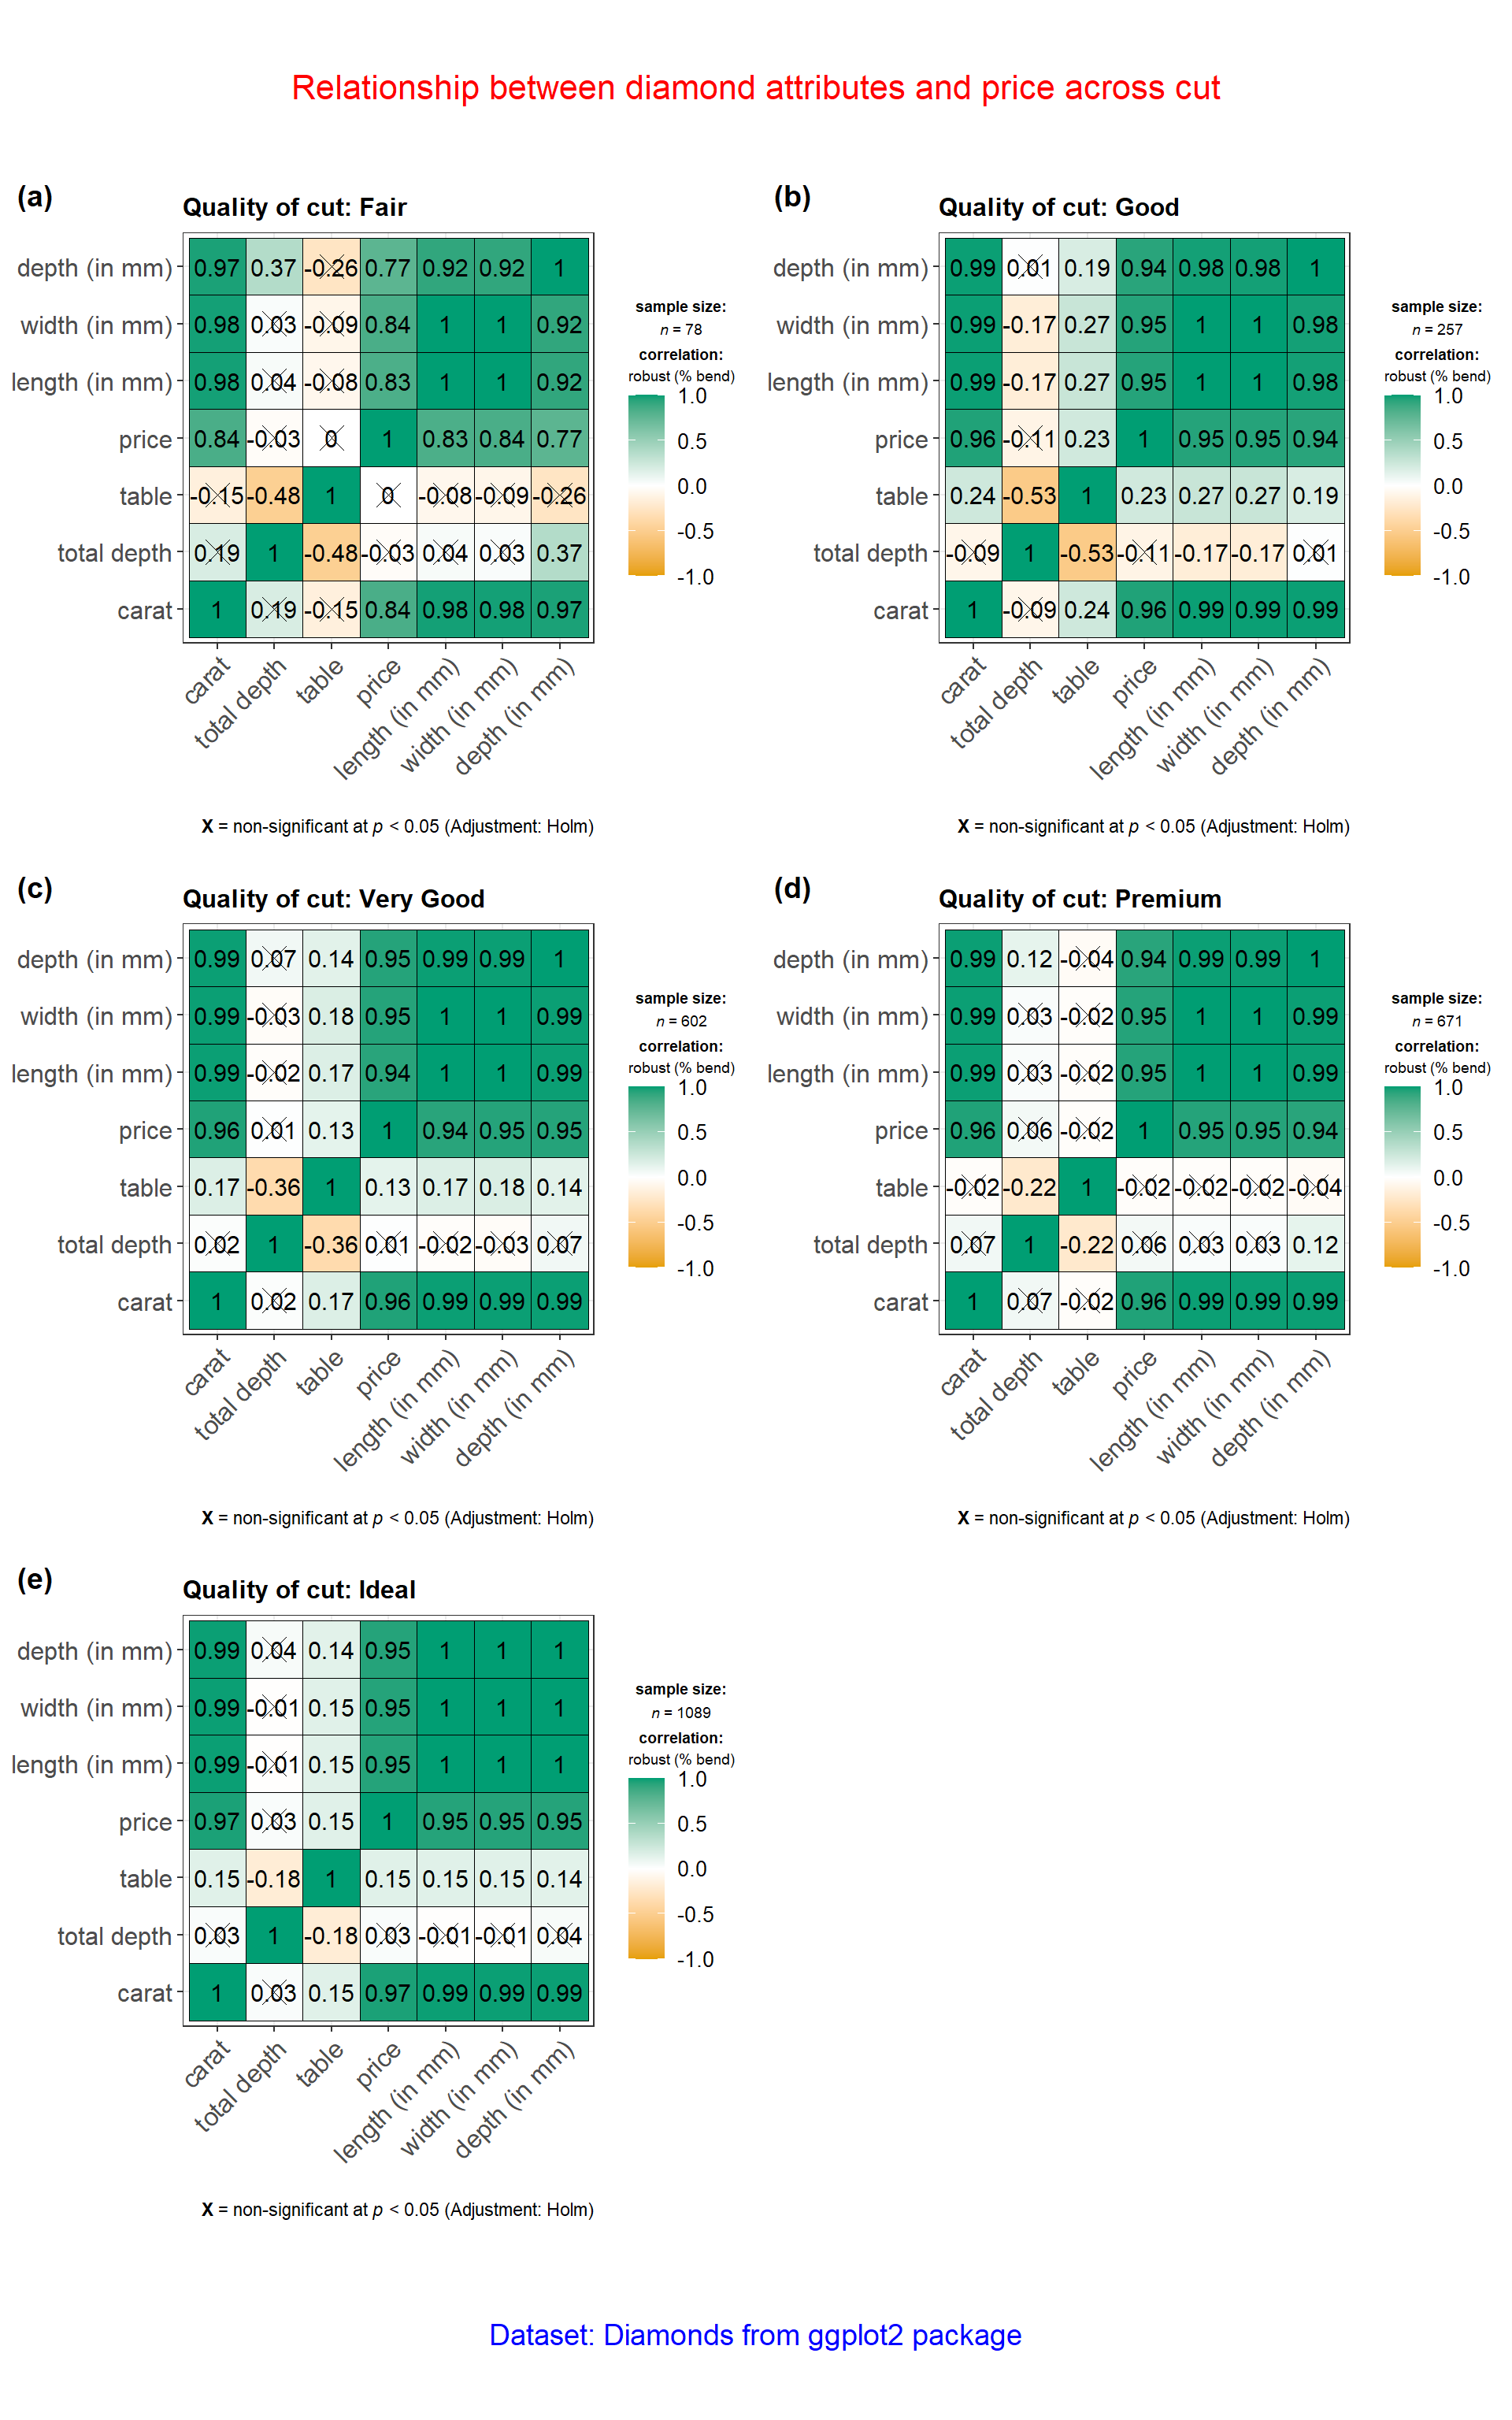 Relationship between diamond attributes and price across cut
(a)
Quality of cut: Fair
depth (in mm) 0.97 0.37 -0.26 0.77 0.92 0.92 1
width (in mm) 0.98 0.03 -0.09 0.84 1 1 0.92
length (in mm) 0.98 0.04 -0.08 0.83 1 1 0.92
price 0.84 -0.03 0 1 0.83 0.84 0.77
table -0.15 -0.48 1 0 -0.08 -0.09 -0.26
total depth 0.19 1 -0.48 -0.03 0.04 0.03 0.37
carat 1 0.19 -0.15 0.84 0.98 0.98 0.97
carat total depth table price length (in mm) width (in mm) depth (in mm)
sample size:
n = 78
correlation:
robust (% bend)
1.0
0.5
0.0
-0.5
-1.0
X = non-significant at p < 0.05 (Adjustment: Holm)
(b)
Quality of cut: Good
depth (in mm) 0.99 0.01 0.19 0.94 0.98 0.98 1
width (in mm) 0.99 -0.17 0.27 0.95 1 1 0.98
length (in mm) 0.99 -0.17 0.27 0.95 1 1 0.98
price 0.96 -0.11 0.23 1 0.95 0.95 0.94
table 0.24 -0.53 1 0.23 0.27 0.27 0.19
total depth -0.09 1 -0.53 -0.11 -0.17 -0.17 0.01
carat 1 -0.09 0.24 0.96 0.99 0.99 0.99
carat total depth table price length (in mm) width (in mm) depth (in mm)
sample size:
n = 257
correlation:
robust (% bend)
1.0
0.5
0.0
-0.5
-1.0
X = non-significant at p < 0.05 (Adjustment: Holm)
(c)
Quality of cut: Very Good
depth (in mm) 0.99 0.07 0.14 0.95 0.99 0.99 1
width (in mm) 0.99 -0.03 0.18 0.95 1 1 0.99
length (in mm) 0.99 -0.02 0.17 0.94 1 1 0.99
price 0.96 0.01 0.13 1 0.94 0.95 0.95
table 0.17 -0.36 1 0.13 0.17 0.18 0.14
total depth 0.02 1 -0.36 0.01 -0.02 -0.03 0.07
carat 1 0.02 0.17 0.96 0.99 0.99 0.99
carat total depth table price length (in mm) width (in mm) depth (in mm)
sample size:
n = 602
correlation:
robust (% bend)
1.0
0.5
0.0
-0.5
-1.0
X = non-significant at p < 0.05 (Adjustment: Holm)
(d)
Quality of cut: Premium
depth (in mm) 0.99 0.12 -0.04 0.94 0.99 0.99 1
width (in mm) 0.99 0.03 -0.02 0.95 1 1 0.99
length (in mm) 0.99 0.03 -0.02 0.95 1 1 0.99
price 0.96 0.06 -0.02 1 0.95 0.95 0.94
table -0.02 -0.22 1 -0.02 -0.02 -0.02 -0.04
total depth 0.07 1 -0.22 0.06 0.03 0.03 0.12
carat 1 0.07 -0.02 0.96 0.99 0.99 0.99
carat total depth table price length (in mm) width (in mm) depth (in mm)
sample size:
n = 671
correlation:
robust (% bend)
1.0
0.5
0.0
-0.5
-1.0
X = non-significant at p < 0.05 (Adjustment: Holm)
(e)
Quality of cut: Ideal
depth (in mm) 0.99 0.04 0.14 0.95 1 1 1
width (in mm) 0.99 -0.01 0.15 0.95 1 1 1
length (in mm) 0.99 -0.01 0.15 0.95 1 1 1
price 0.97 0.03 0.15 1 0.95 0.95 0.95
table 0.15 -0.18 1 0.15 0.15 0.15 0.14
total depth 0.03 1 -0.18 0.03 -0.01 -0.01 0.04
carat 1 0.03 0.15 0.97 0.99 0.99 0.99
carat total depth table price length (in mm) width (in mm) depth (in mm)
sample size:
n = 1089
correlation:
robust (% bend)
1.0
0.5
0.0
-0.5
-1.0
X = non-significant at p < 0.05 (Adjustment: Holm)
Dataset: Diamonds from ggplot2 package